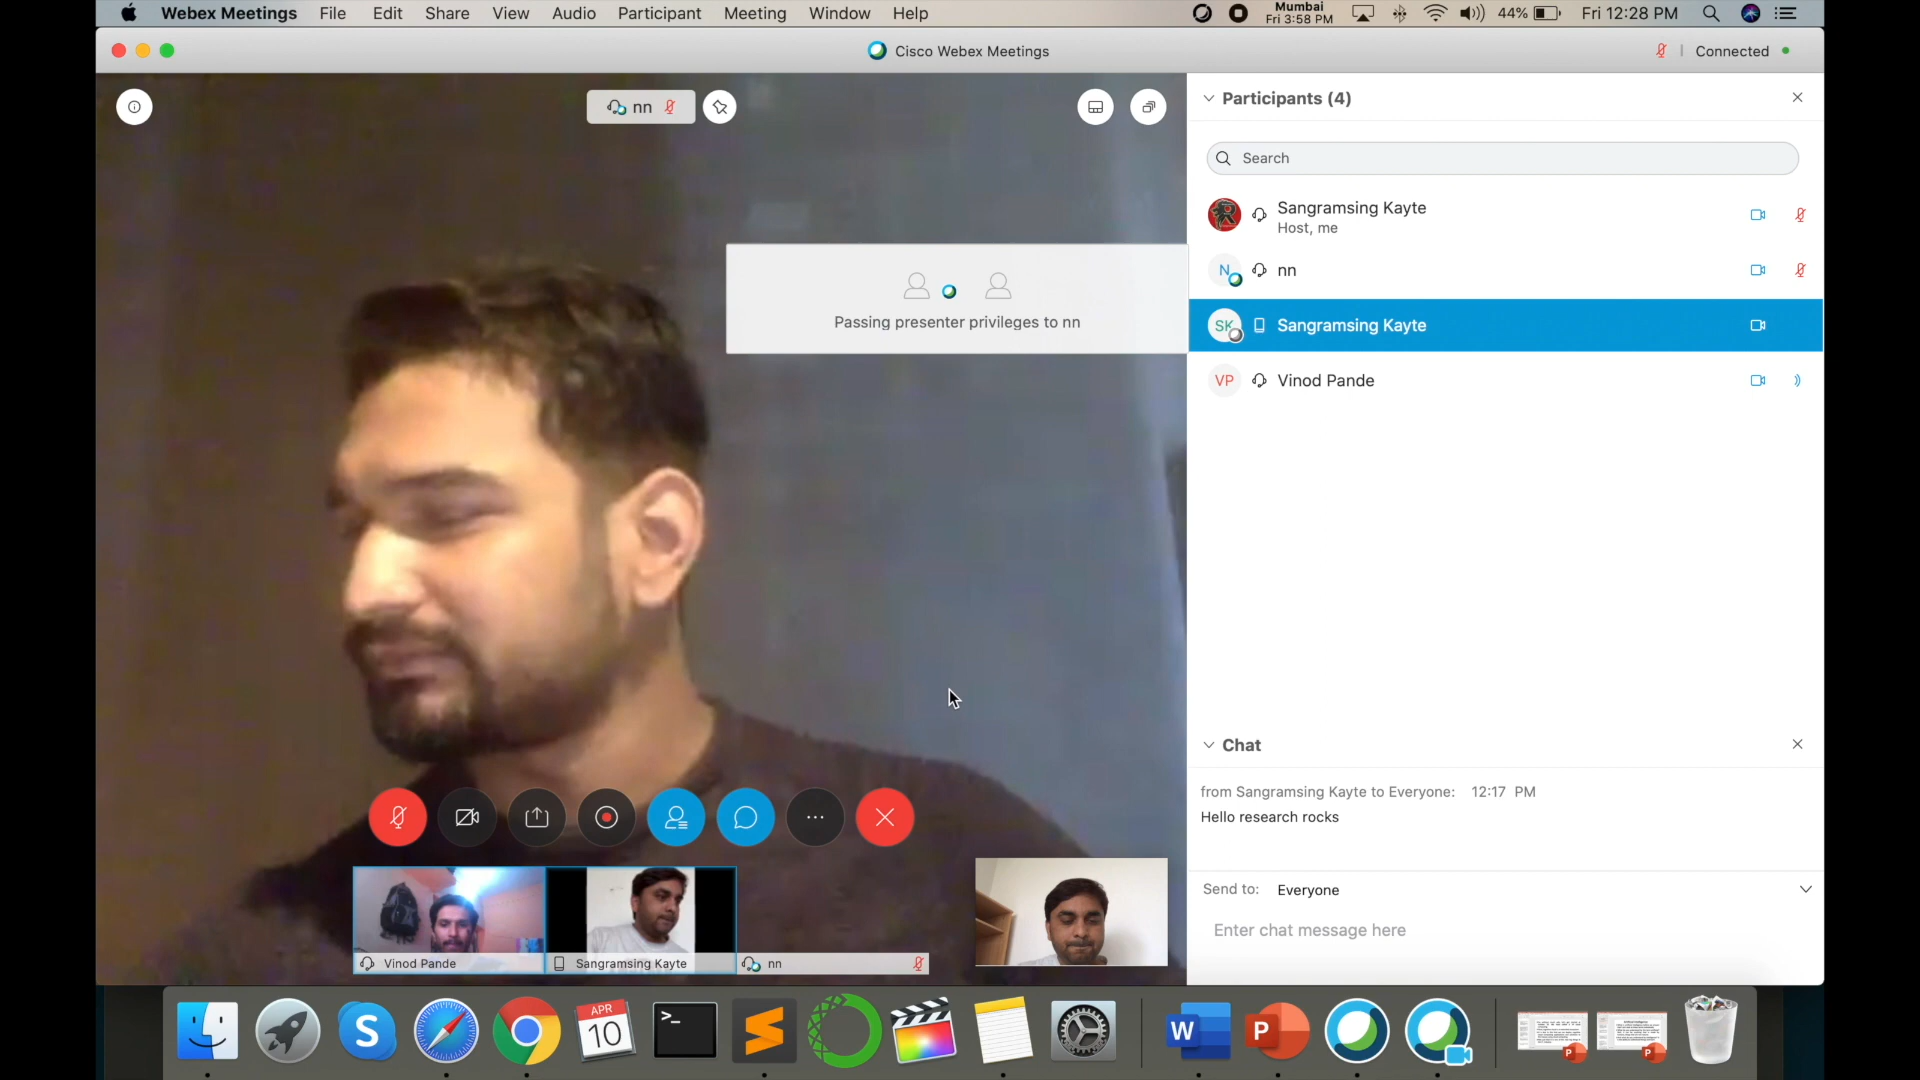 Webex Meetings File Edit Share View Audio Participant Meeting Window Help
Mumbai
Fri 3:58 PM
44%
Fri 12:28 PM
Cisco Webex Meetings
Connected
nn
Participants (4)
Search
Sangramsing Kayte
Host, me
N
nn
Passing presenter privileges to nn
SK
Sangramsing Kayte
VP
Vinod Pande
Chat
from Sangramsing Kayte to Everyone: 12:17 PM
Hello research rocks
Send to: Everyone
Enter chat message here
Vinod Pande
Sangramsing Kayte
nn
S
APR
10
>_
W
P
P
P